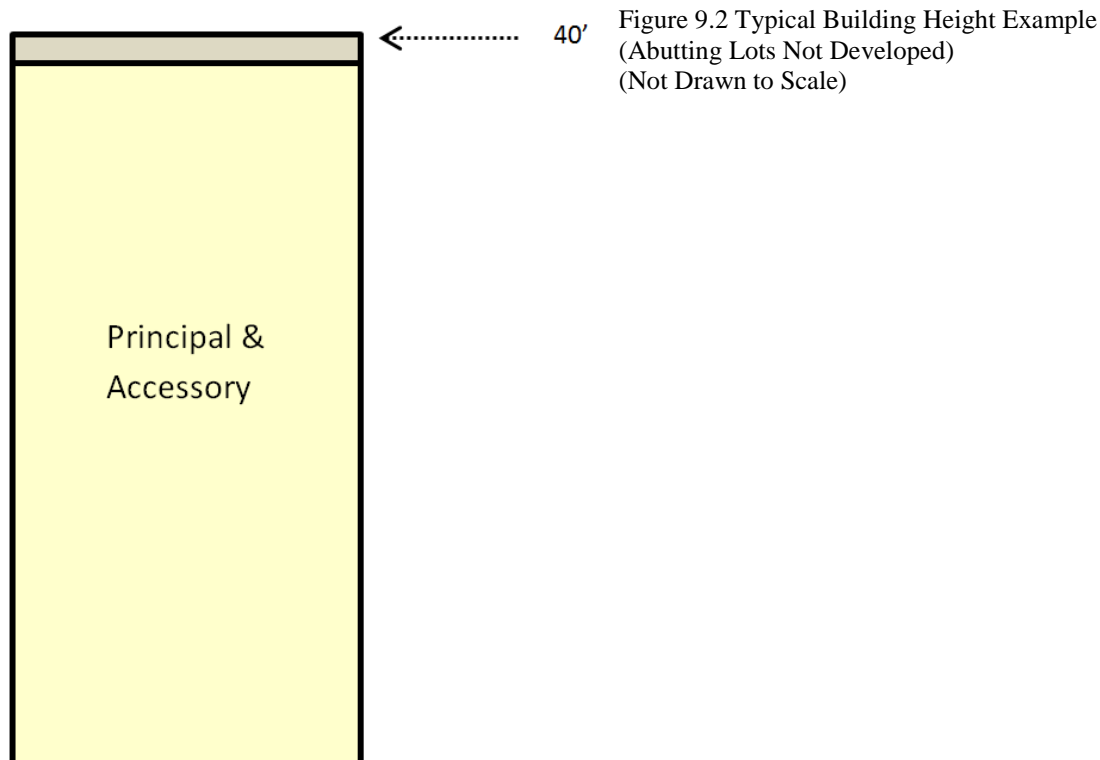 40’
Figure 9.2 Typical Building Height Example
(Abutting Lots Not Developed)
(Not Drawn to Scale)
Principal &
Accessory